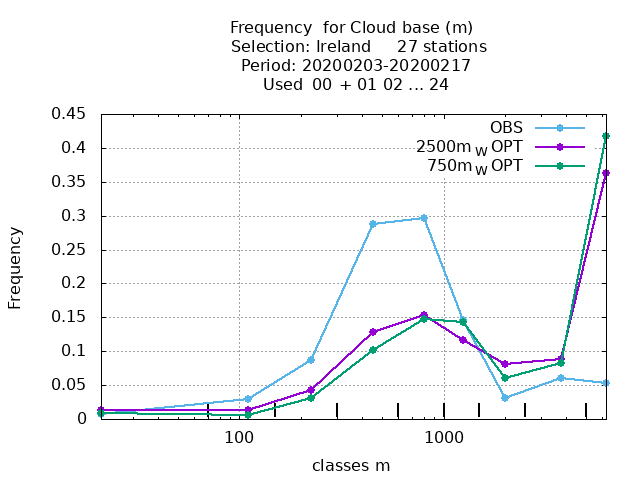 Frequency  for Cloud base (m)
Selection: Ireland     27 stations
Period: 20200203-20200217
Used  00  + 01 02 ... 24
OBS
2500m_W OPT
750m_W OPT
0.45
0.4
0.35
0.3
0.25
0.2
0.15
0.1
0.05
0
Frequency
100
1000
classes m